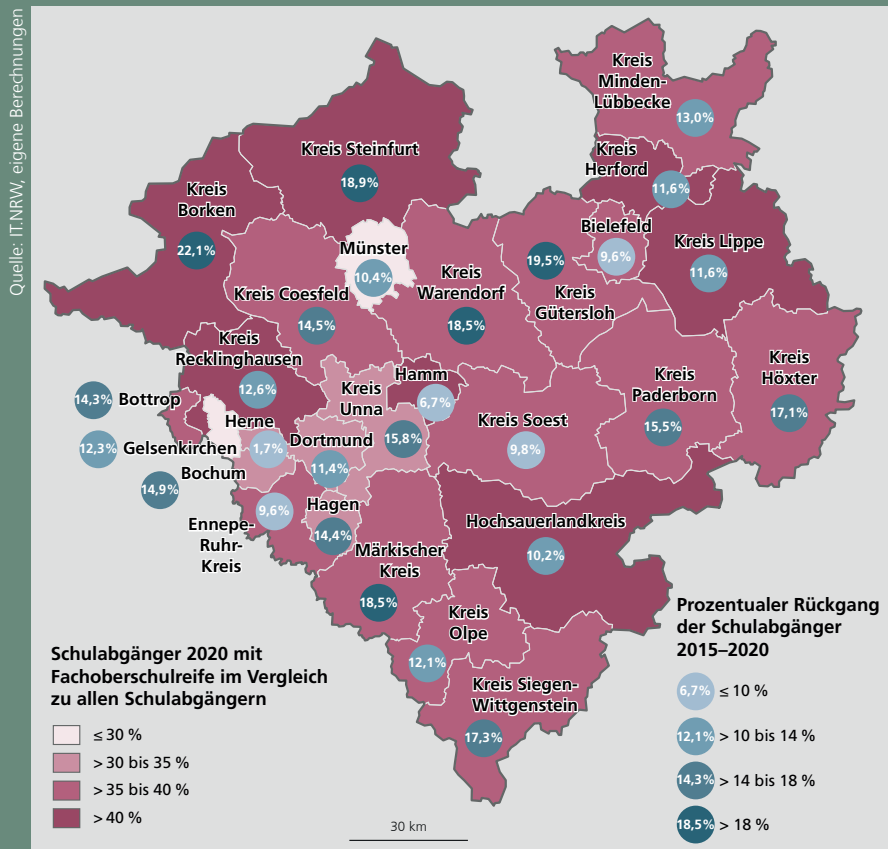 Quelle: IT.NRW, eigene Berechnungen
Kreis
Minden-
Lübbecke
13,0%
Kreis
Herford
11,6%
Kreis Steinfurt
18,9%
Kreis
Borken
22,1%
Münster
10,4%
Bielefeld
9,6%
Kreis Lippe
11,6%
19,5%
Kreis
Gütersloh
Kreis
Warendorf
18,5%
Kreis Coesfeld
14,5%
Kreis
Recklinghausen
12,6%
Hamm
6,7%
Kreis
Unna
15,8%
Kreis
Paderborn
15,5%
Kreis
Höxter
17,1%
14,3% Bottrop
Herne
1,7%
Dortmund
11,4%
Kreis Soest
9,8%
12,3% Gelsenkirchen
Bochum
14,9%
9,6%
Ennepe-
Ruhr-
Kreis
Hagen
14,4%
Märkischer
Kreis
18,5%
Hochsauerlandkreis
10,2%
Kreis
Olpe
12,1%
Kreis Siegen-
Wittgenstein
17,3%
Schulabgänger 2020 mit
Fachoberschulreife im Vergleich
zu allen Schulabgängern
≤ 30 %
> 30 bis 35 %
> 35 bis 40 %
> 40 %
30 km
Prozentualer Rückgang
der Schulabgänger
2015–2020
6,7% ≤ 10 %
12,1% > 10 bis 14 %
14,3% > 14 bis 18 %
18,5% > 18 %